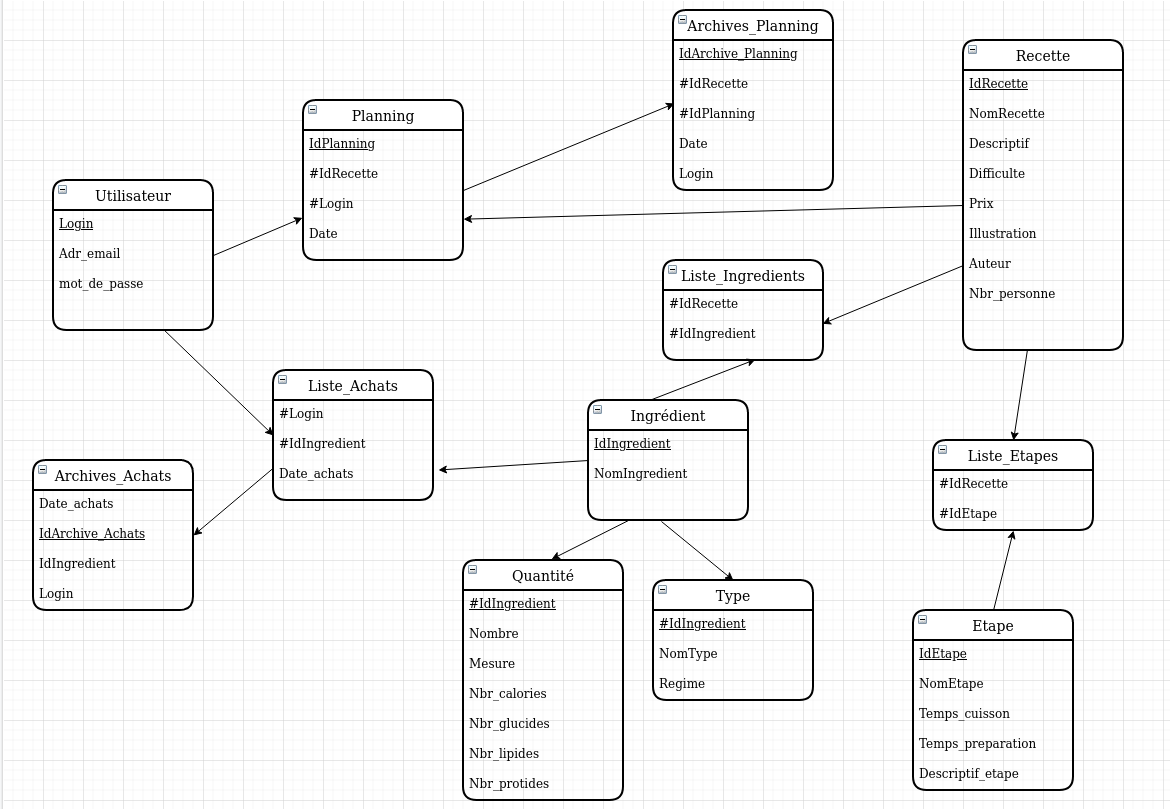 Archives_Planning
IdArchive_Planning
#IdRecette
#IdPlanning
Date
Login
Recette
IdRecette
NomRecette
Descriptif
Difficulte
Prix
Illustration
Auteur
Nbr_personne
Planning
IdPlanning
#IdRecette
#Login
Date
Utilisateur
Login
Adr_email
mot_de_passe
Liste_Ingredients
#IdRecette
#IdIngredient
Liste_Achats
#Login
#IdIngredient
Date_achats
Ingrédient
IdIngredient
NomIngredient
Liste_Etapes
#IdRecette
#IdEtape
Archives_Achats
Date_achats
IdArchive_Achats
IdIngredient
Login
Quantité
#IdIngredient
Nombre
Mesure
Nbr_calories
Nbr_glucides
Nbr_lipides
Nbr_protides
Type
#IdIngredient
NomType
Regime
Etape
IdEtape
NomEtape
Temps_cuisson
Temps_preparation
Descriptif_etape